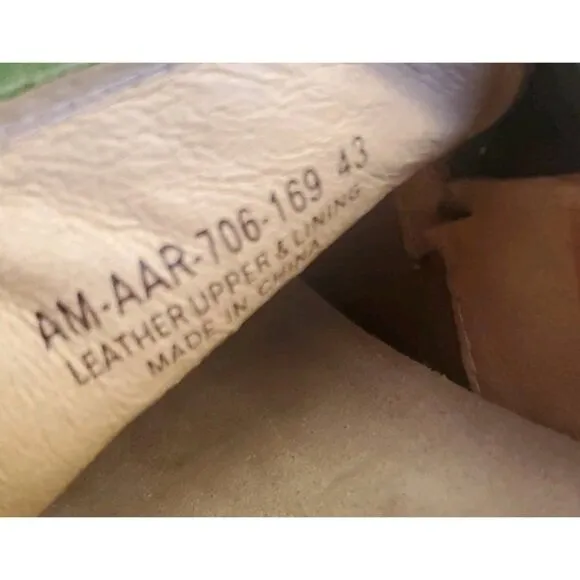 AM-AAR-706-169 43
LEATHER UPPER & LINING
MADE IN CHINA